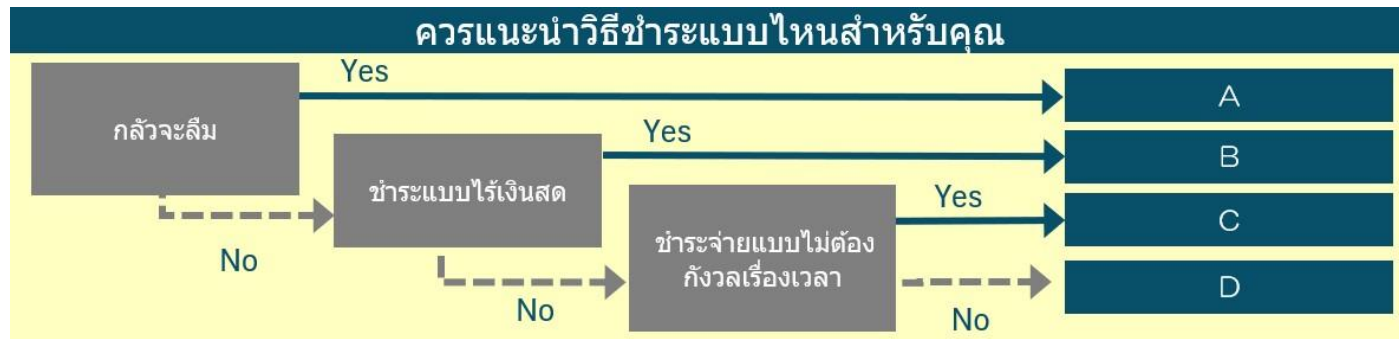 ควรแนะนำวิธีชำระแบบไหนสำหรับคุณ
Yes
กลัวจะลืม
A
Yes
No
ชำระแบบไร้เงินสด
B
Yes
No
ชำระจ่ายแบบไม่ต้อง
กังวลเรื่องเวลา
C
No
D